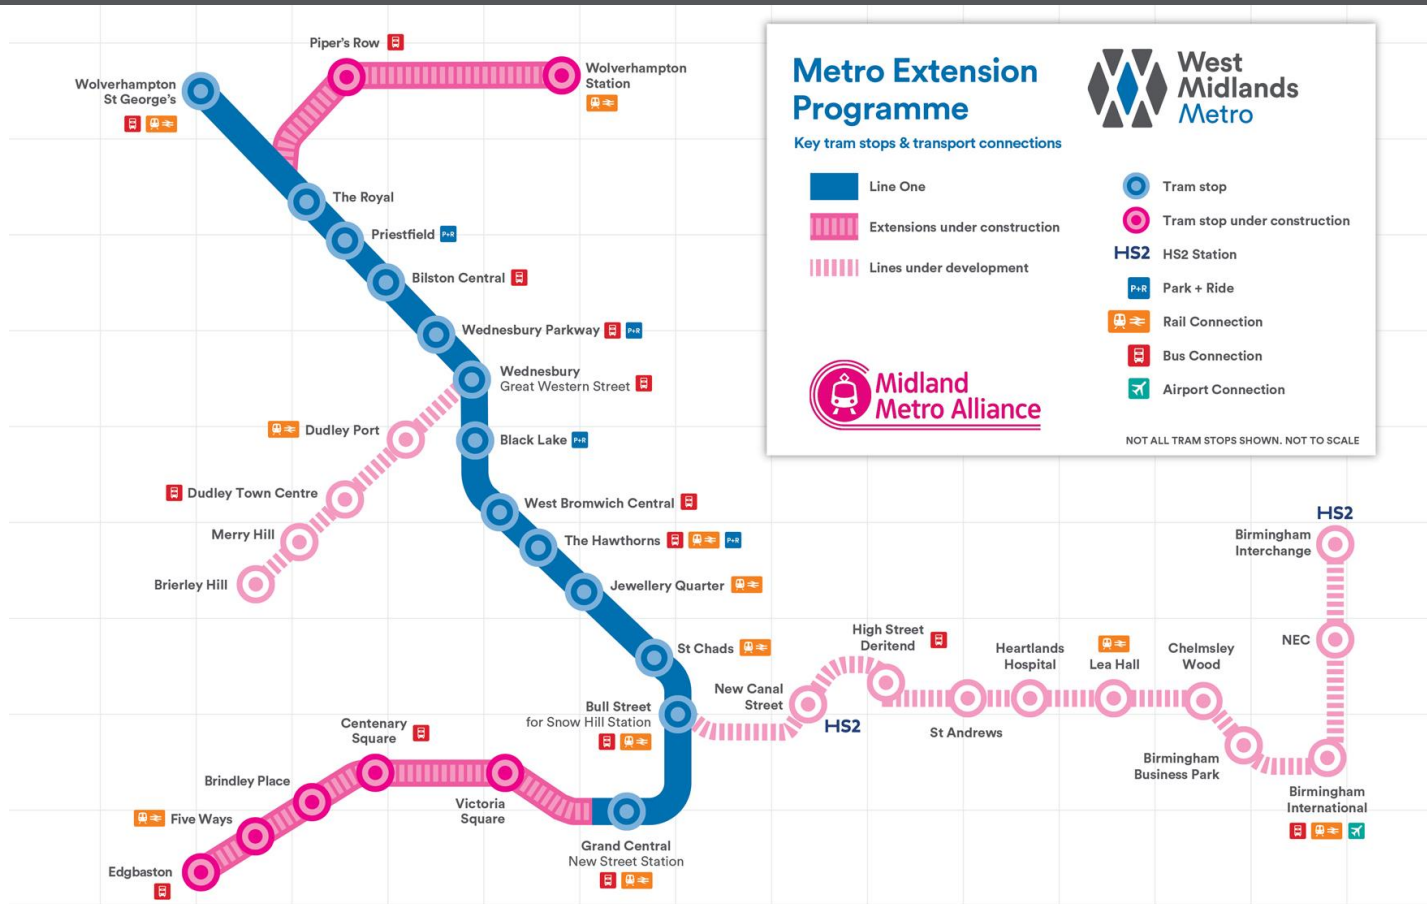 Piper's Row
Wolverhampton
Station
Wolverhampton
St George's
The Royal
Priestfield P+R
Bilston Central
Wednesbury Parkway P+R
Wednesbury
Great Western Street
Dudley Port
Black Lake P+R
Dudley Town Centre
West Bromwich Central
Merry Hill
The Hawthorns P+R
Brierley Hill
Jewellery Quarter
St Chads
Bull Street
for Snow Hill Station
Centenary
Square
Brindley Place
Victoria
Square
Five Ways
Edgbaston
Grand Central
New Street Station
New Canal
Street
HS2
High Street
Deritend
St Andrews
Heartlands
Hospital
Lea Hall
Chelmsley
Wood
Birmingham
Business Park
Birmingham
International
NEC
HS2
Birmingham
Interchange
Metro Extension
Programme
Key tram stops & transport connections
West
Midlands
Metro
Line One
Extensions under construction
Lines under development
Tram stop
Tram stop under construction
HS2 HS2 Station
P+R Park + Ride
Rail Connection
Bus Connection
Airport Connection
Midland
Metro Alliance
NOT ALL TRAM STOPS SHOWN. NOT TO SCALE